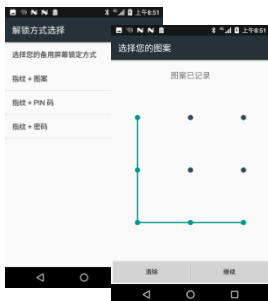 上午8:51
解锁方式选择
选择您的备用屏幕锁定方式
指纹 + 图案
指纹 + PIN 码
指纹 + 密码
上午8:51
选择您的图案
图案已记录
清除
继续